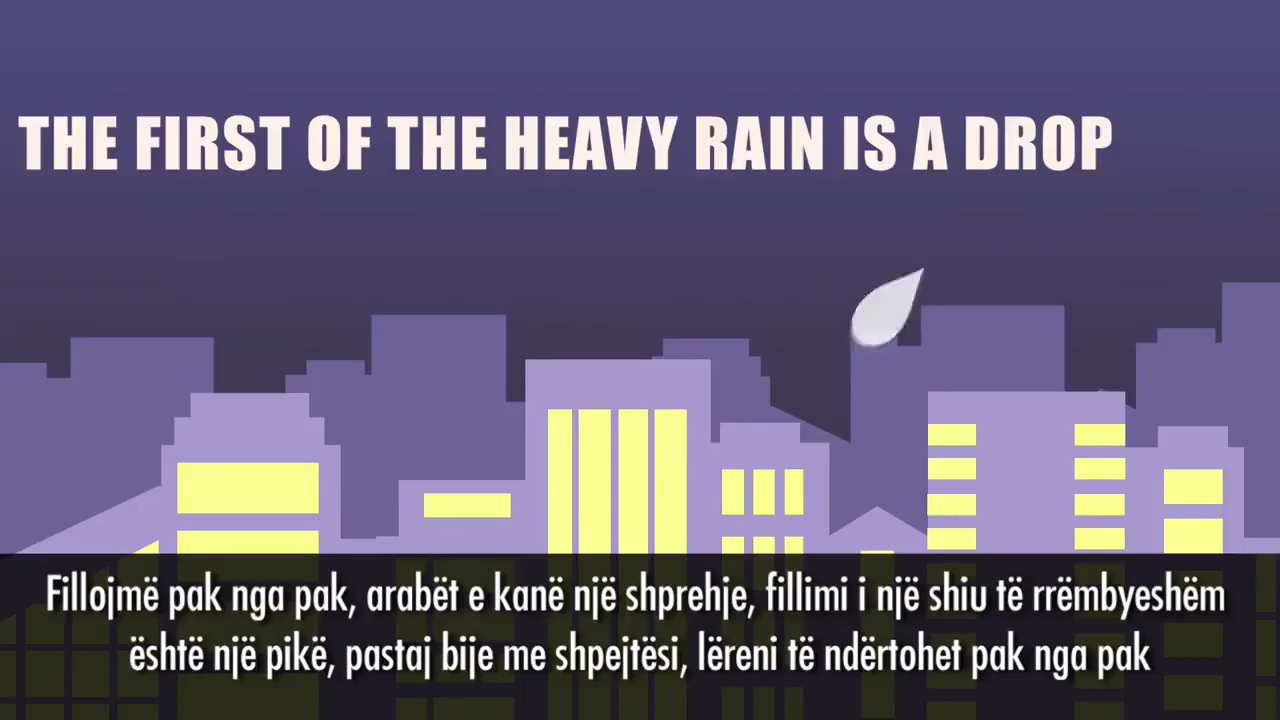 THE FIRST OF THE HEAVY RAIN IS A DROP
Fillojmë pak nga pak, arabët e kanë një shprehje, fillimi i një shiu të rrëmbyeshëm
është një pikë, pastaj bije me shpejtësi, lëreni të ndërtohet pak nga pak